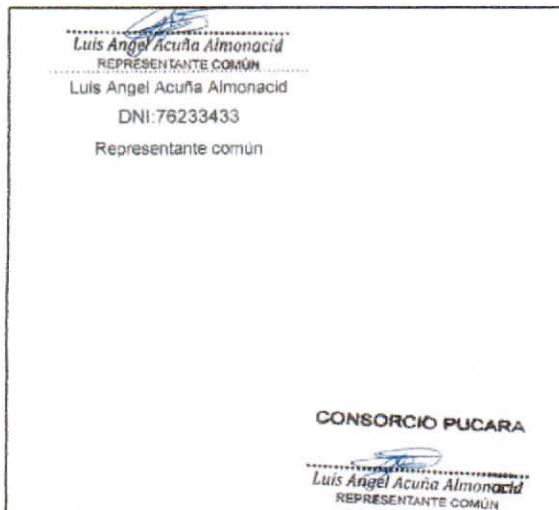 Luis Angel Acuña Almonacid
REPRESENTANTE COMÚN
Luis Angel Acuña Almonacid
DNI:76233433
Representante común
CONSORCIO PUCARA
Luis Angel Acuña Almonacid
REPRESENTANTE COMÚN